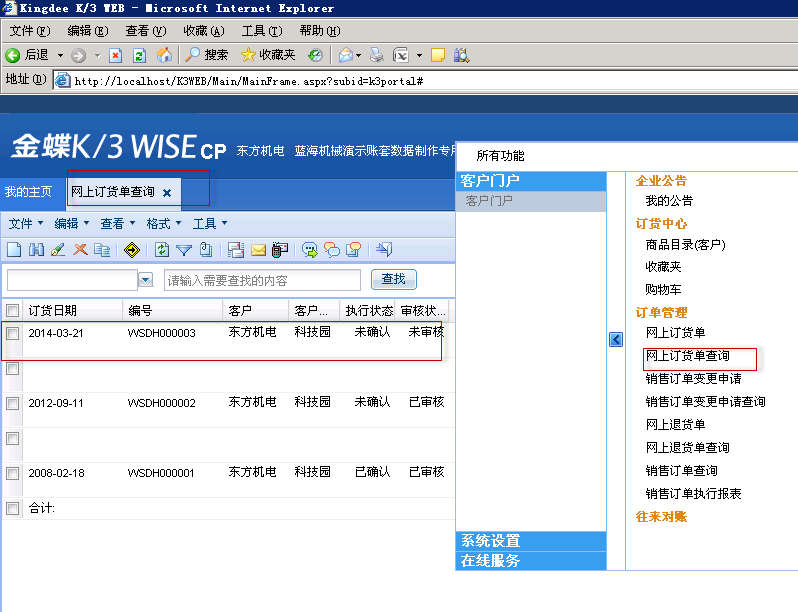 Kingdee K/3 WEB - Microsoft Internet Explorer
文件(F) 编辑(E) 查看(V) 收藏(A) 工具(T) 帮助(H)
后退 搜索 收藏夹
地址(D) http://localhost/K3WEB/Main/MainFrame.aspx?subid=k3portal#
金蝶K/3 WISE CP 东方机电 蓝海机械演示账套数据制作专用
我的主页 网上订货单查询 ×
文件 编辑 查看 格式 工具
请输入需要查找的内容 查找
订货日期 编号 客户 客户... 执行状态 审核状...
2014-03-21 WSDH000003 东方机电 科技园 未确认 未审核
2012-09-11 WSDH000002 东方机电 科技园 未确认 已审核
2008-02-18 WSDH000001 东方机电 科技园 已确认 已审核
合计:
所有功能
客户门户
客户门户
系统设置
在线服务
企业公告
我的公告
订货中心
商品目录(客户)
收藏夹
购物车
订单管理
网上订货单
网上订货单查询
销售订单变更申请
销售订单变更申请查询
网上退货单
网上退货单查询
销售订单查询
销售订单执行报表
往来对账